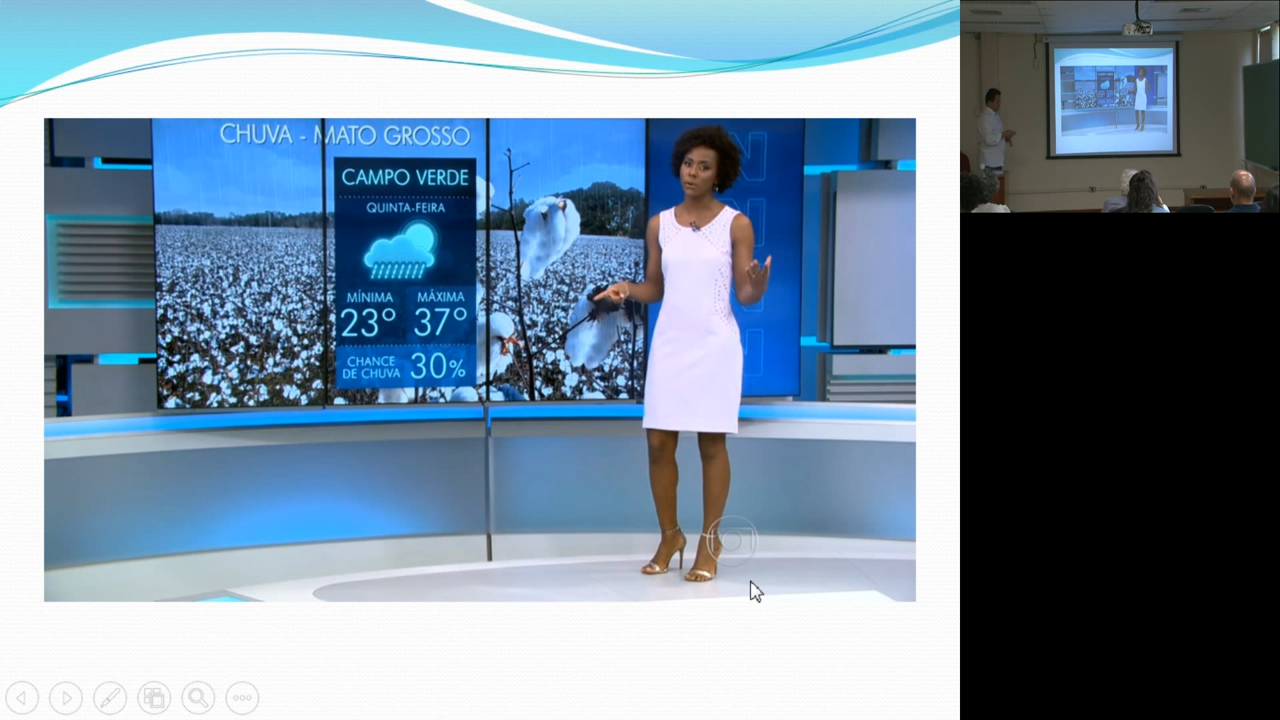 CHUVA - MATO GROSSO
CAMPO VERDE
QUINTA-FEIRA
MÍNIMA MÁXIMA
23° 37°
CHANCE DE CHUVA 30%